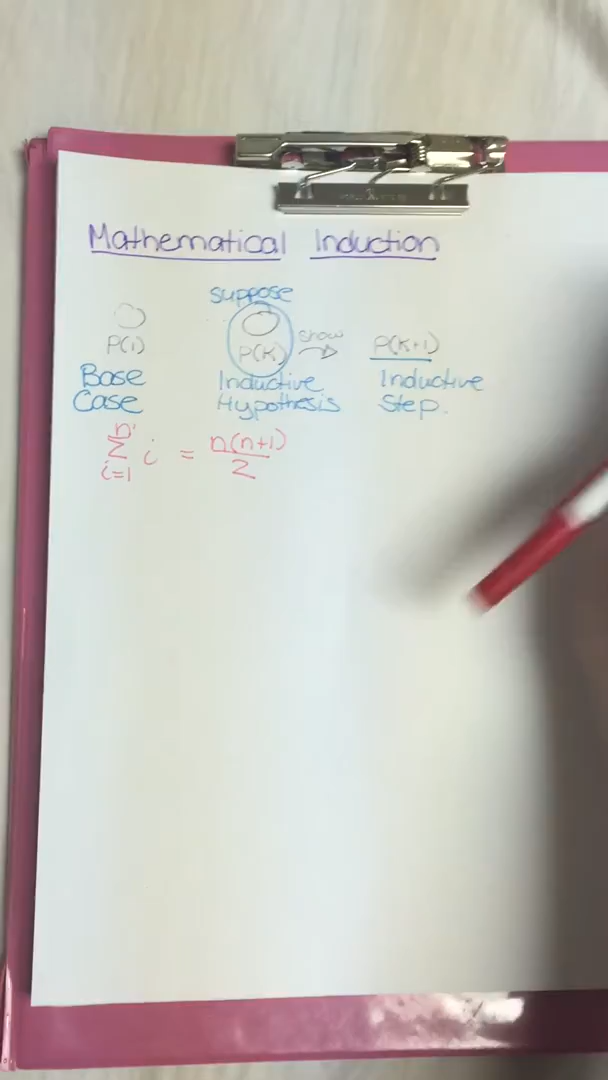 Mathematical Induction
suppose
P(1) P(K) show P(K+1)
Base Inductive Inductive
Case Hypothesis Step.
n
Σ i = n(n+1)
i=1 2